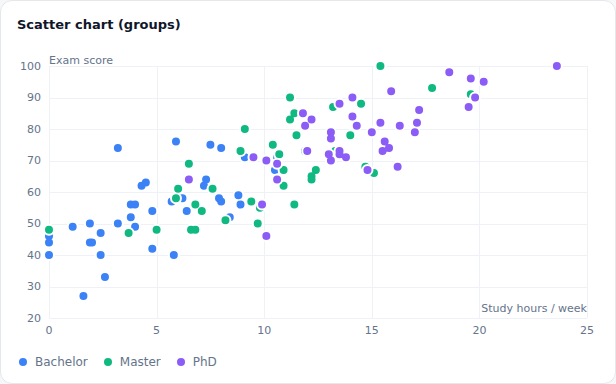 Scatter chart (groups)
Exam score
100
90
80
70
60
50
40
30
20
Study hours / week
0 5 10 15 20 25
Bachelor Master PhD